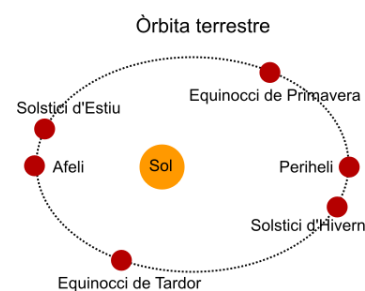 Òrbita terrestre
Equinocci de Primavera
Solstici d'Estiu
Afeli
Sol
Periheli
Solstici d'Hivern
Equinocci de Tardor